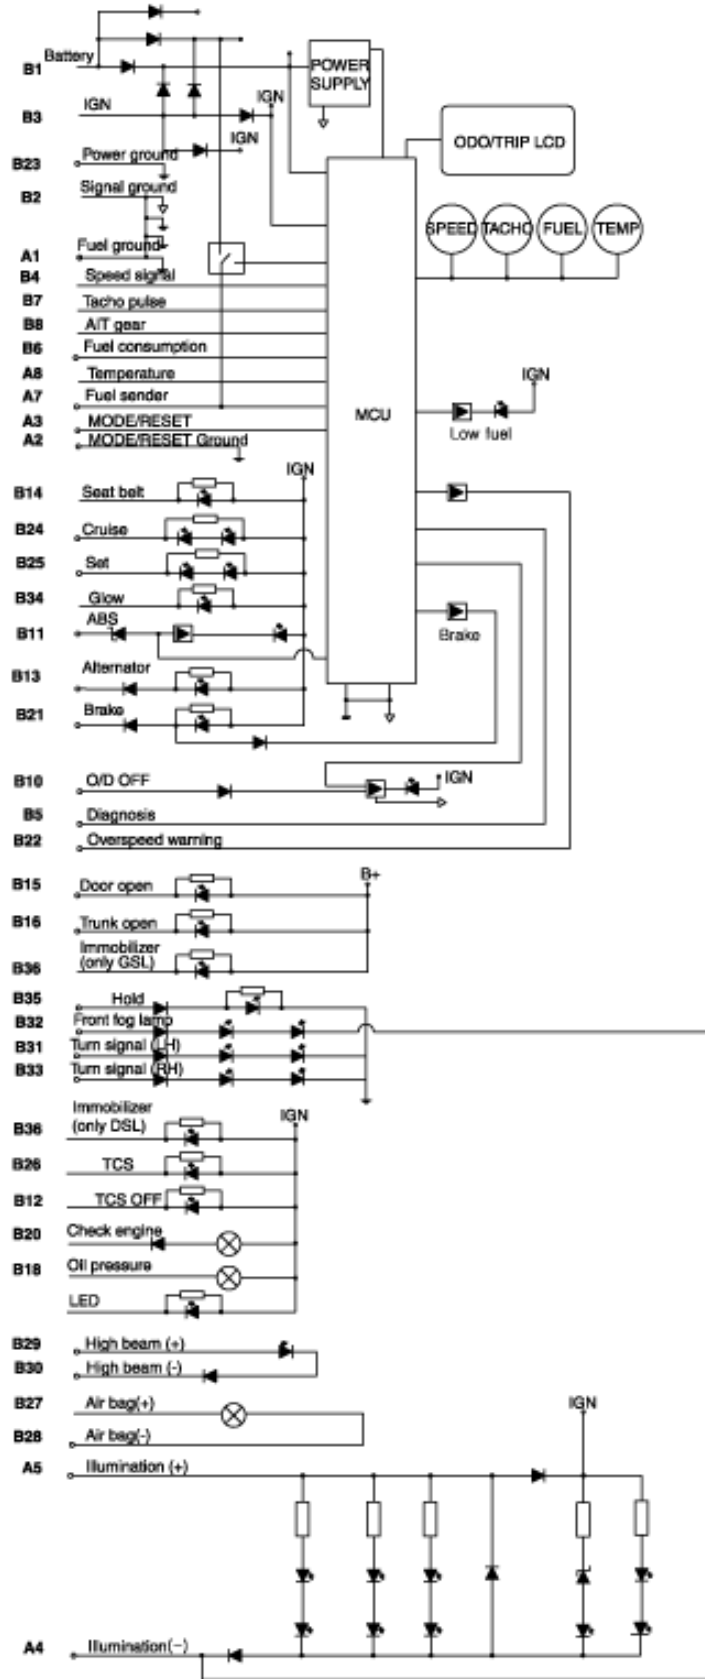 B1 Battery
POWER
SUPPLY
B3 IGN
IGN
IGN
B23 Power ground
ODO/TRIP LCD
B2 Signal ground
SPEED TACHO FUEL TEMP
A1 Fuel ground
B4 Speed signal
B7 Tacho pulse
B8 A/T gear
B6 Fuel consumption
A8 Temperature
A7 Fuel sender
IGN
A3 MODE/RESET
MCU
Low fuel
A2 MODE/RESET Ground
IGN
B14 Seat belt
B24 Cruise
B25 Set
B34 Glow
B11 ABS
Brake
B13 Alternator
B21 Brake
B10 O/D OFF
IGN
B5 Diagnosis
B22 Overspeed warning
B+
B15 Door open
B16 Trunk open
Immobilizer
B36 (only GSL)
B35 Hold
B32 Front fog lamp
B31 Turn signal (LH)
B33 Turn signal (RH)
Immobilizer
IGN
B36 (only DSL)
B26 TCS
B12 TCS OFF
B20 Check engine
B18 Oil pressure
LED
B29 High beam (+)
B30 High beam (-)
B27 Air bag(+)
IGN
B28 Air bag(-)
A5 Illumination (+)
A4 Illumination(-)